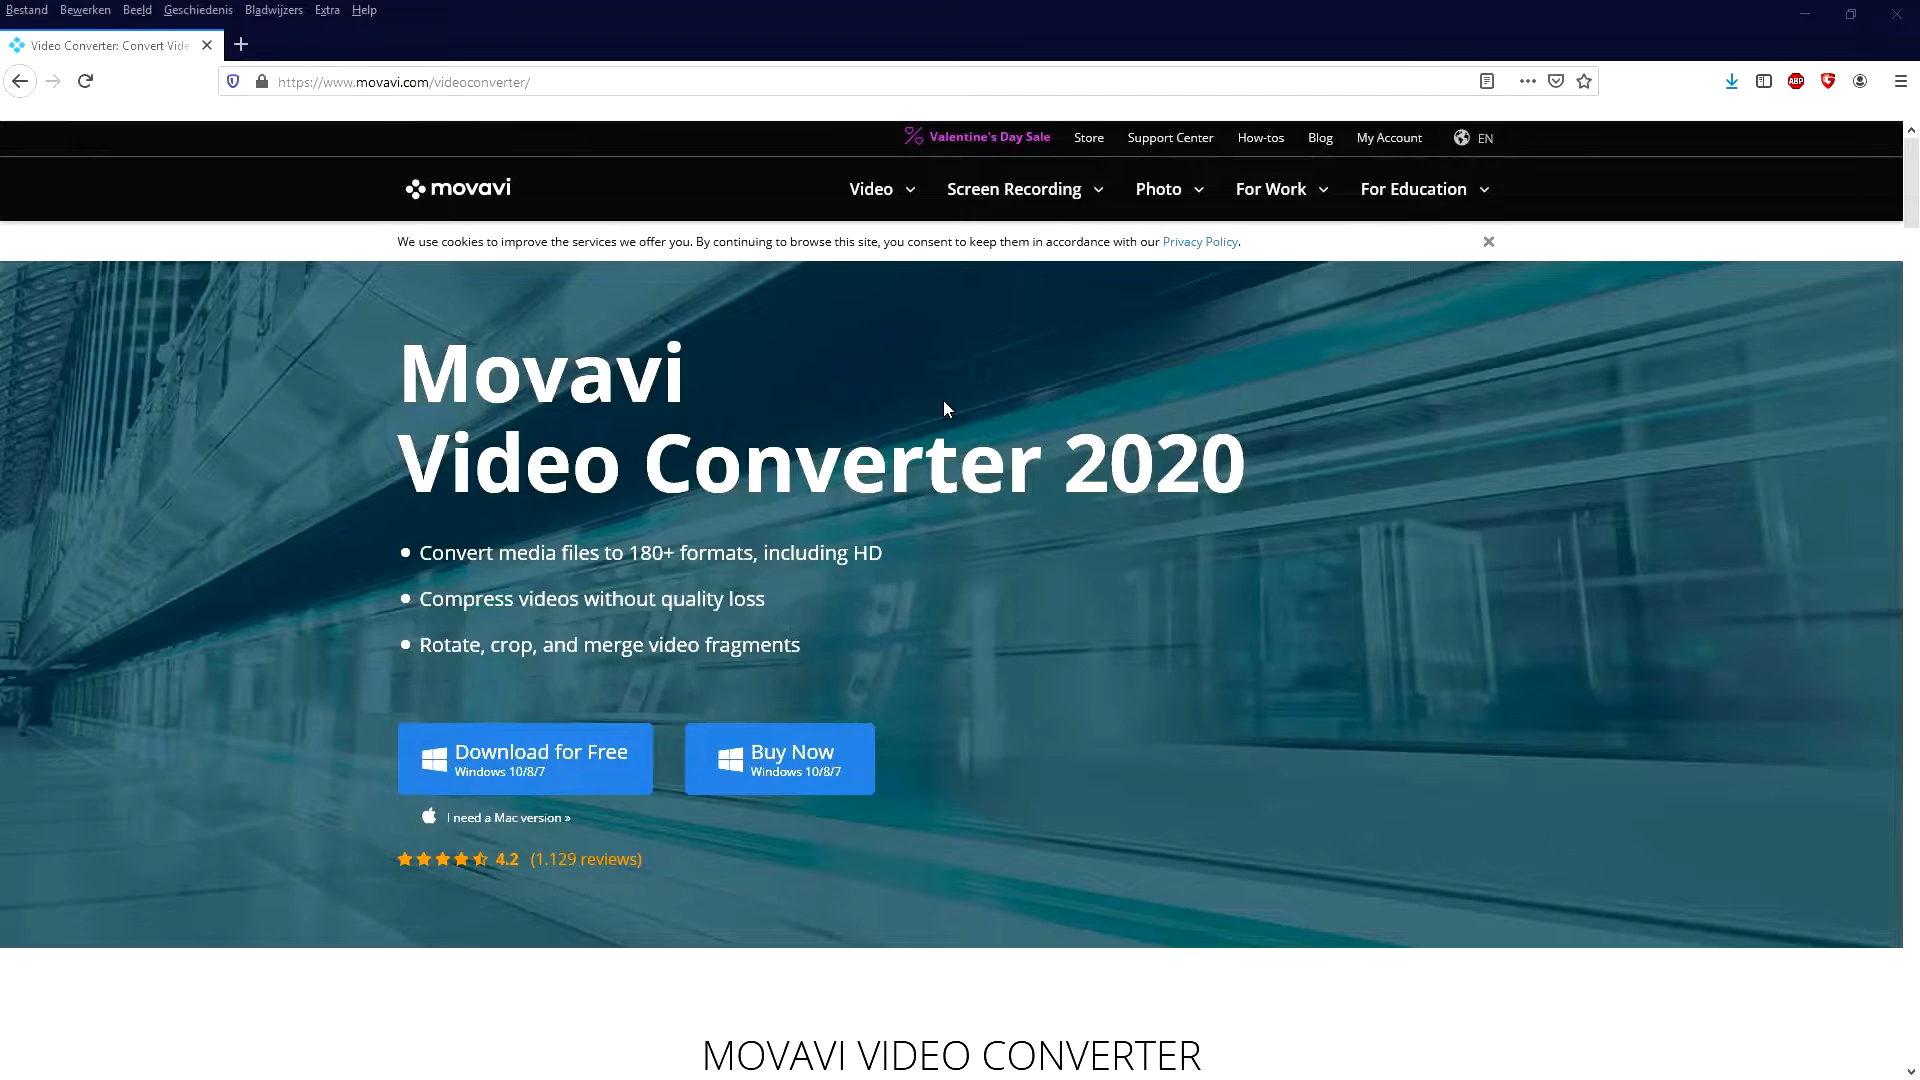 Bestand Bewerken Beeld Geschiedenis Bladwijzers Extra Help
Video Converter: Convert Vide
https://www.movavi.com/videoconverter/
ABP
Valentine's Day Sale Store Support Center How-tos Blog My Account EN
movavi Video Screen Recording Photo For Work For Education
We use cookies to improve the services we offer you. By continuing to browse this site, you consent to keep them in accordance with our Privacy Policy.
Movavi
Video Converter 2020
Convert media files to 180+ formats, including HD
Compress videos without quality loss
Rotate, crop, and merge video fragments
Download for Free
Windows 10/8/7
Buy Now
Windows 10/8/7
I need a Mac version »
4.2 (1.129 reviews)
MOVAVI VIDEO CONVERTER